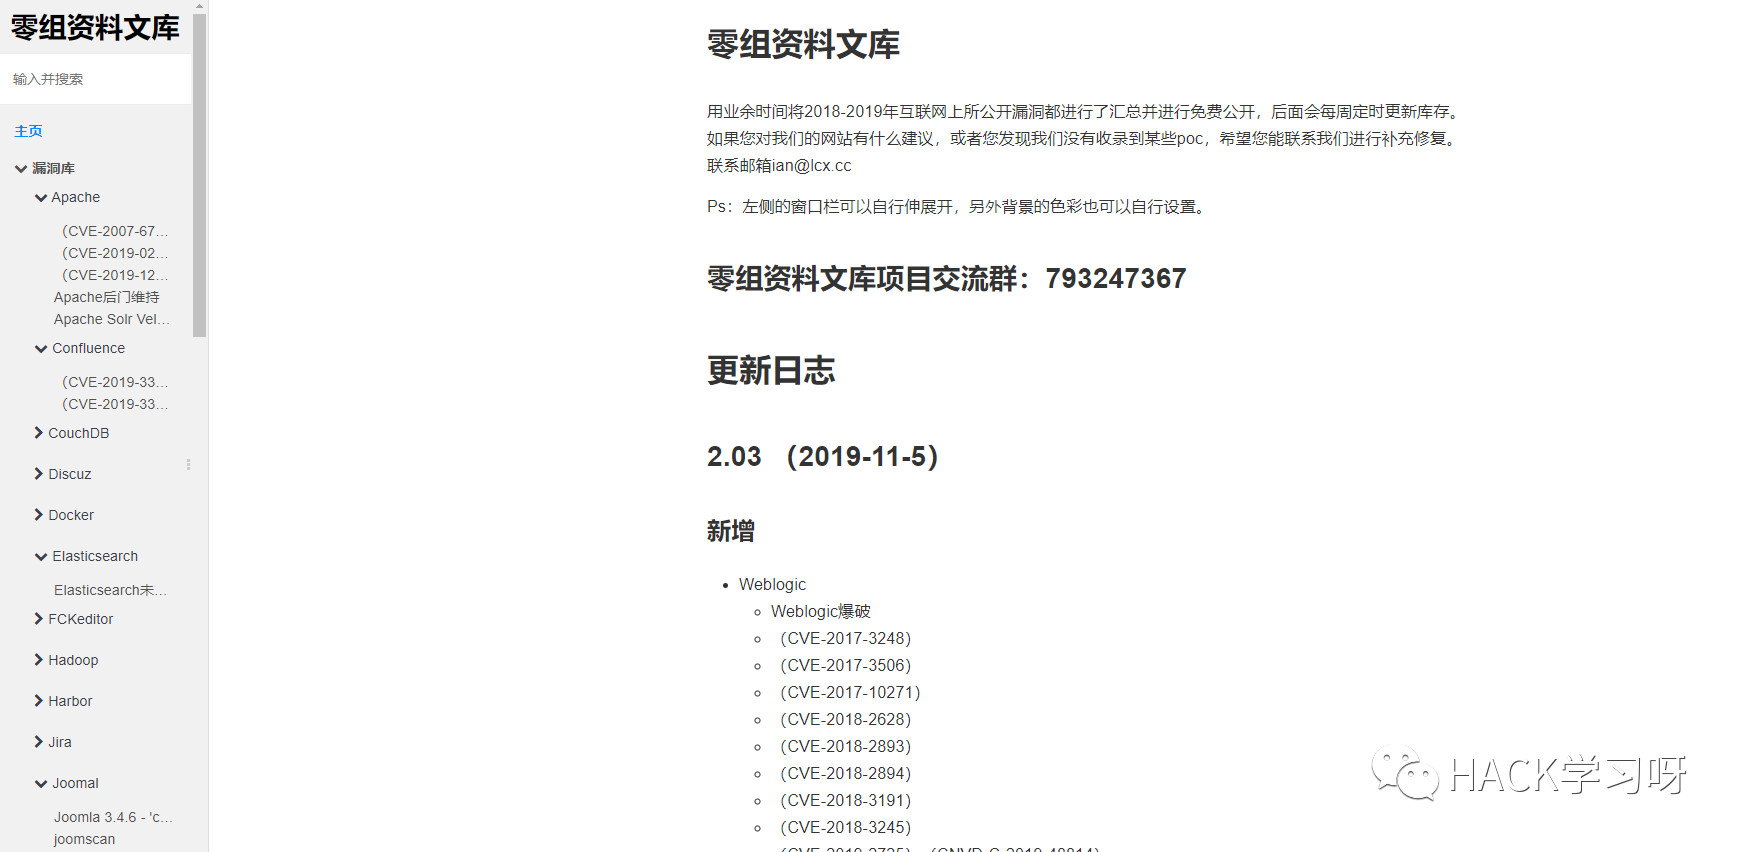 零组资料文库
输入并搜索
主页
漏洞库
Apache
（CVE-2007-67...
（CVE-2019-02...
（CVE-2019-12...
Apache后门维持
Apache Solr Vel...
Confluence
（CVE-2019-33...
（CVE-2019-33...
CouchDB
Discuz
Docker
Elasticsearch
Elasticsearch未...
FCKeditor
Hadoop
Harbor
Jira
Joomal
Joomla 3.4.6 - 'c...
joomscan
零组资料文库
用业余时间将2018-2019年互联网上所公开漏洞都进行了汇总并进行免费公开，后面会每周定时更新库存。
如果您对我们的网站有什么建议，或者您发现我们没有收录到某些poc，希望您能联系我们进行补充修复。
联系邮箱ian@lcx.cc
Ps：左侧的窗口栏可以自行伸展开，另外背景的色彩也可以自行设置。
零组资料文库项目交流群：793247367
更新日志
2.03 （2019-11-5）
新增
Weblogic
Weblogic爆破
（CVE-2017-3248）
（CVE-2017-3506）
（CVE-2017-10271）
（CVE-2018-2628）
（CVE-2018-2893）
（CVE-2018-2894）
（CVE-2018-3191）
（CVE-2018-3245）
HACK学习呀